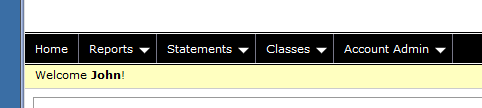 Home Reports Statements Classes Account Admin
Welcome John!